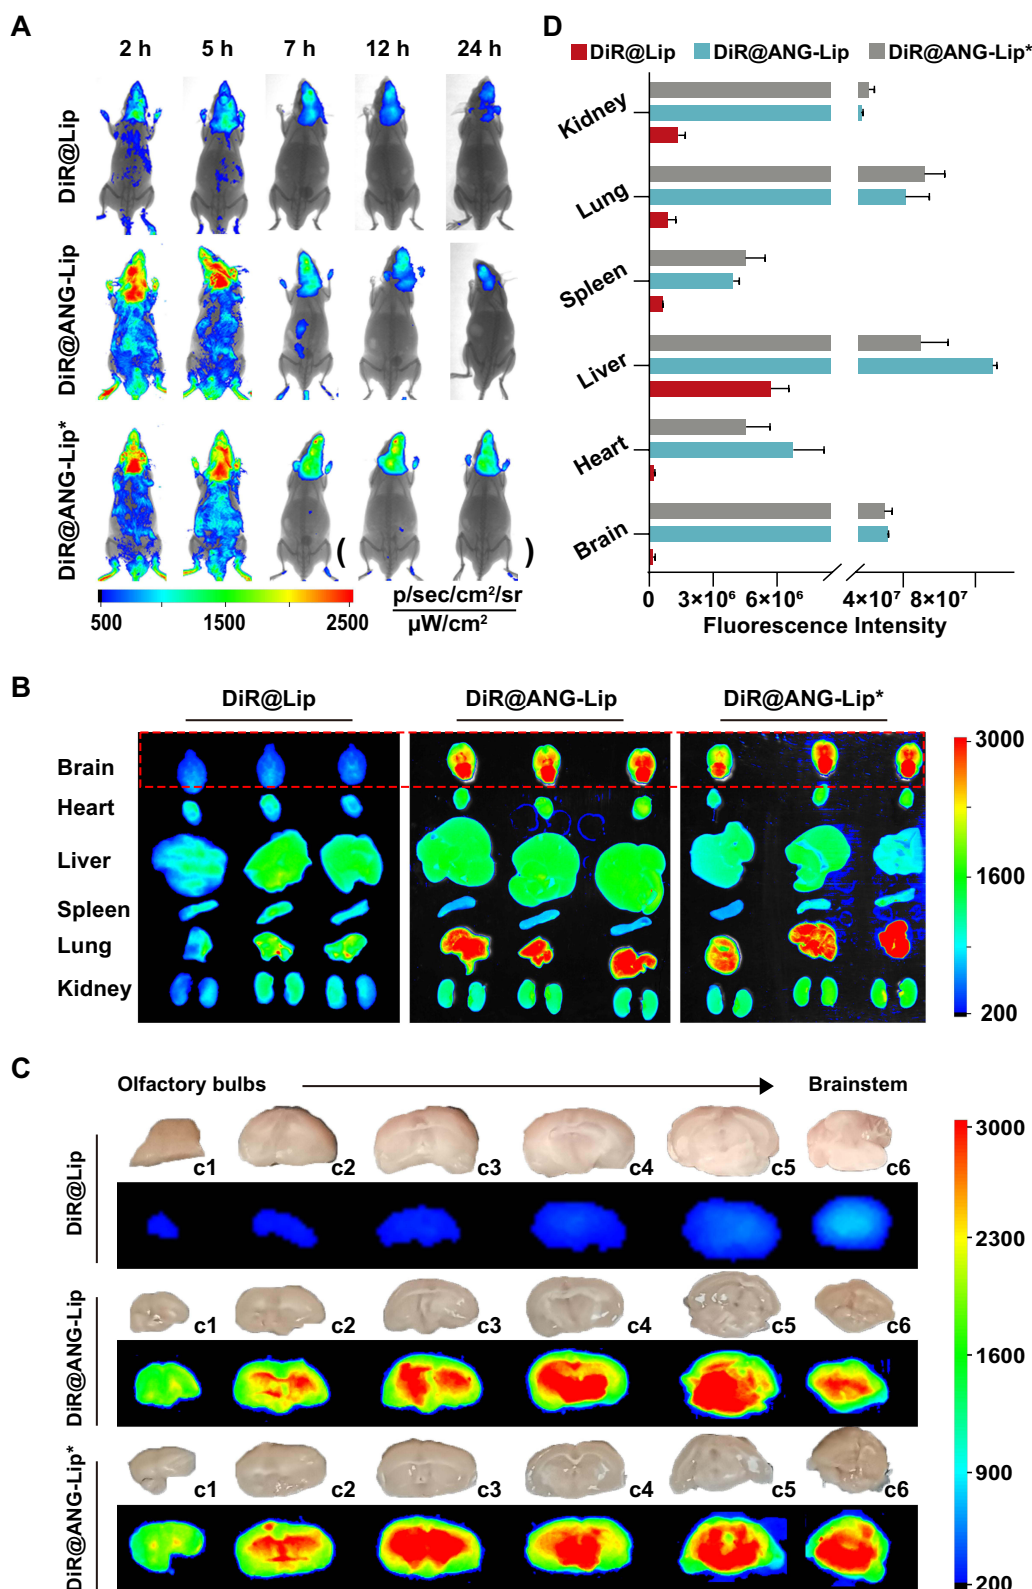 A
2 h 5 h 7 h 12 h 24 h
DiR@Lip
DiR@ANG-Lip
DiR@ANG-Lip*
( )
500 1500 2500
p/sec/cm²/sr
µW/cm²
D
DiR@Lip DiR@ANG-Lip DiR@ANG-Lip*
Kidney
Lung
Spleen
Liver
Heart
Brain
0 3×10⁶ 6×10⁶ 4×10⁷ 8×10⁷
Fluorescence Intensity
B
DiR@Lip DiR@ANG-Lip DiR@ANG-Lip*
Brain
Heart
Liver
Spleen
Lung
Kidney
3000
1600
200
C
Olfactory bulbs Brainstem
DiR@Lip
c1 c2 c3 c4 c5 c6
DiR@ANG-Lip
c1 c2 c3 c4 c5 c6
DiR@ANG-Lip*
c1 c2 c3 c4 c5 c6
3000
2300
1600
900
200